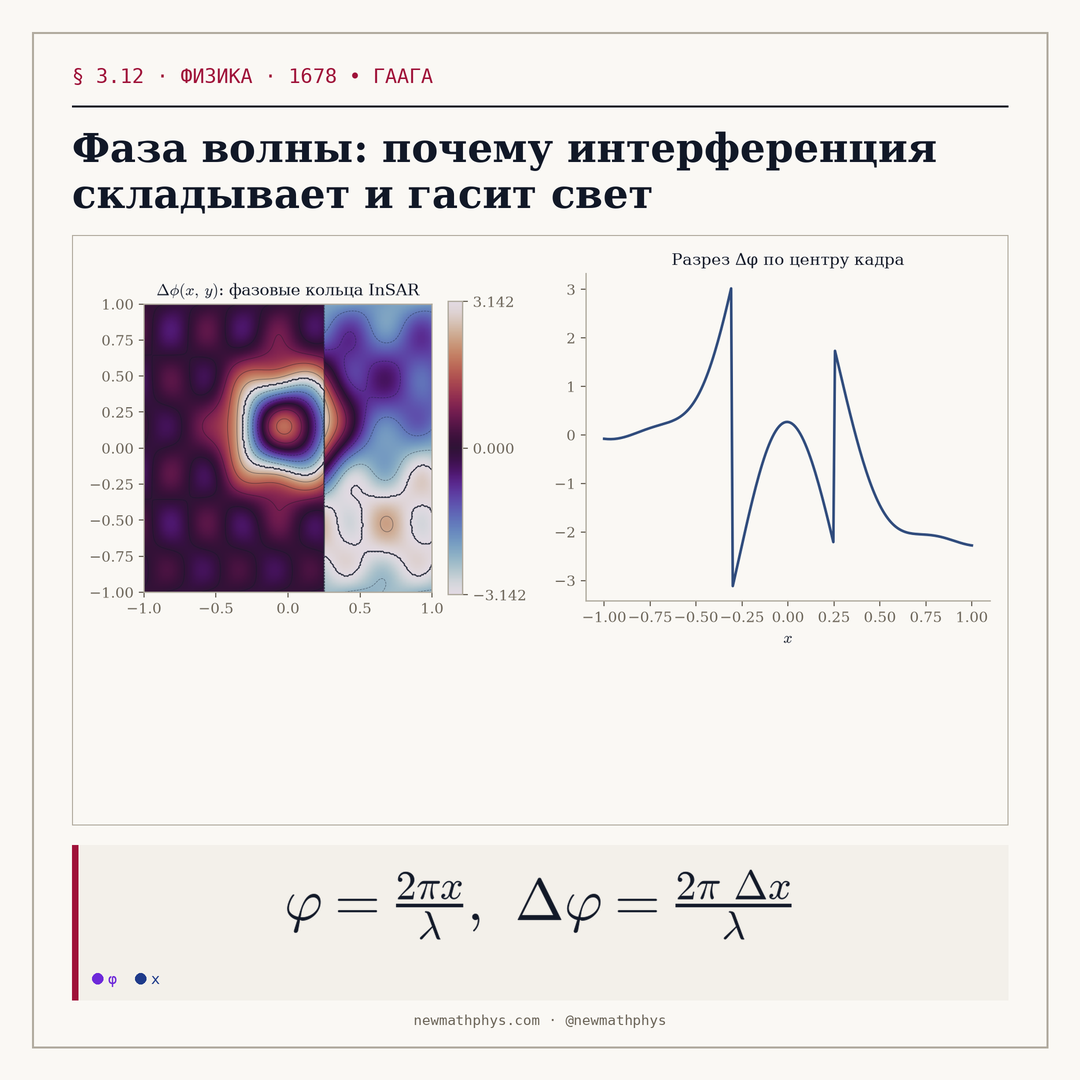 § 3.12 · ФИЗИКА · 1678 • ГААГА
Фаза волны: почему интерференция
складывает и гасит свет
Δϕ(x, y): фазовые кольца InSAR
1.00
0.75
0.50
0.25
0.00
−0.25
−0.50
−0.75
−1.00
−1.0 −0.5 0.0 0.5 1.0
3.142
0.000
−3.142
Разрез Δφ по центру кадра
3
2
1
0
−1
−2
−3
−1.00 −0.75 −0.50 −0.25 0.00 0.25 0.50 0.75 1.00
x
φ = 2πx/λ, Δφ = 2π Δx/λ
φ x
newmathphys.com · @newmathphys